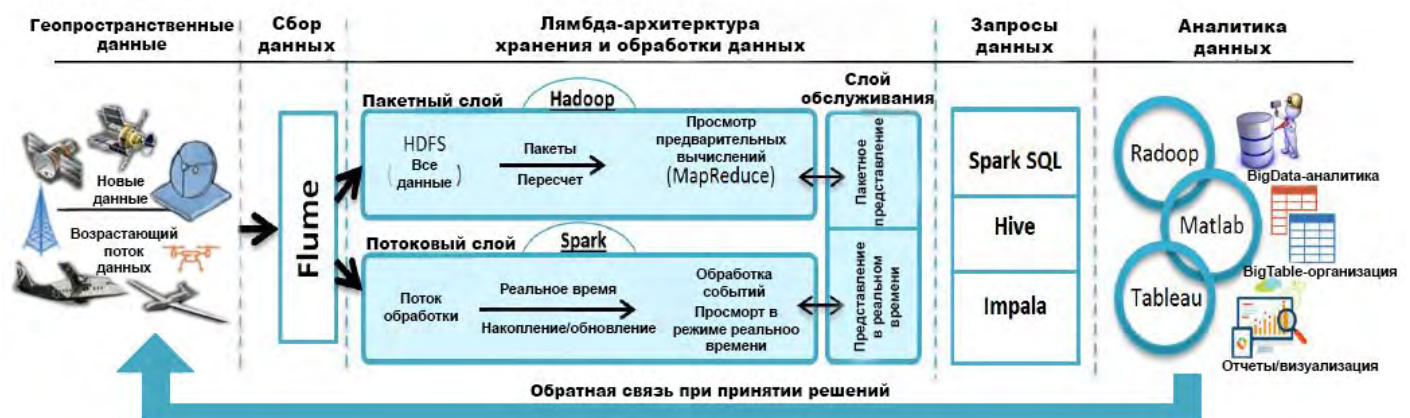 Геопространственные
данные
Сбор
данных
Лямбда-архитерктура
хранения и обработки данных
Запросы
данных
Аналитика
данных
Новые
данные
Возрастающий
поток
данных
Flume
Пакетный слой
Hadoop
HDFS
( Все
данные )
Пакеты
Пересчет
Просмотр
предварительных
вычислений
(MapReduce)
Потоковый слой
Spark
Поток
обработки
Реальное время
Накопление/обновление
Обработка
событий
Просморт в
режиме реальноо
времени
Слой
обслуживания
Пакетное
представление
Представление
в реальном
времени
Spark SQL
Hive
Impala
Radoop
Matlab
Tableau
BigData-аналитика
BigTable-организация
Отчеты/визуализация
Обратная связь при принятии решений